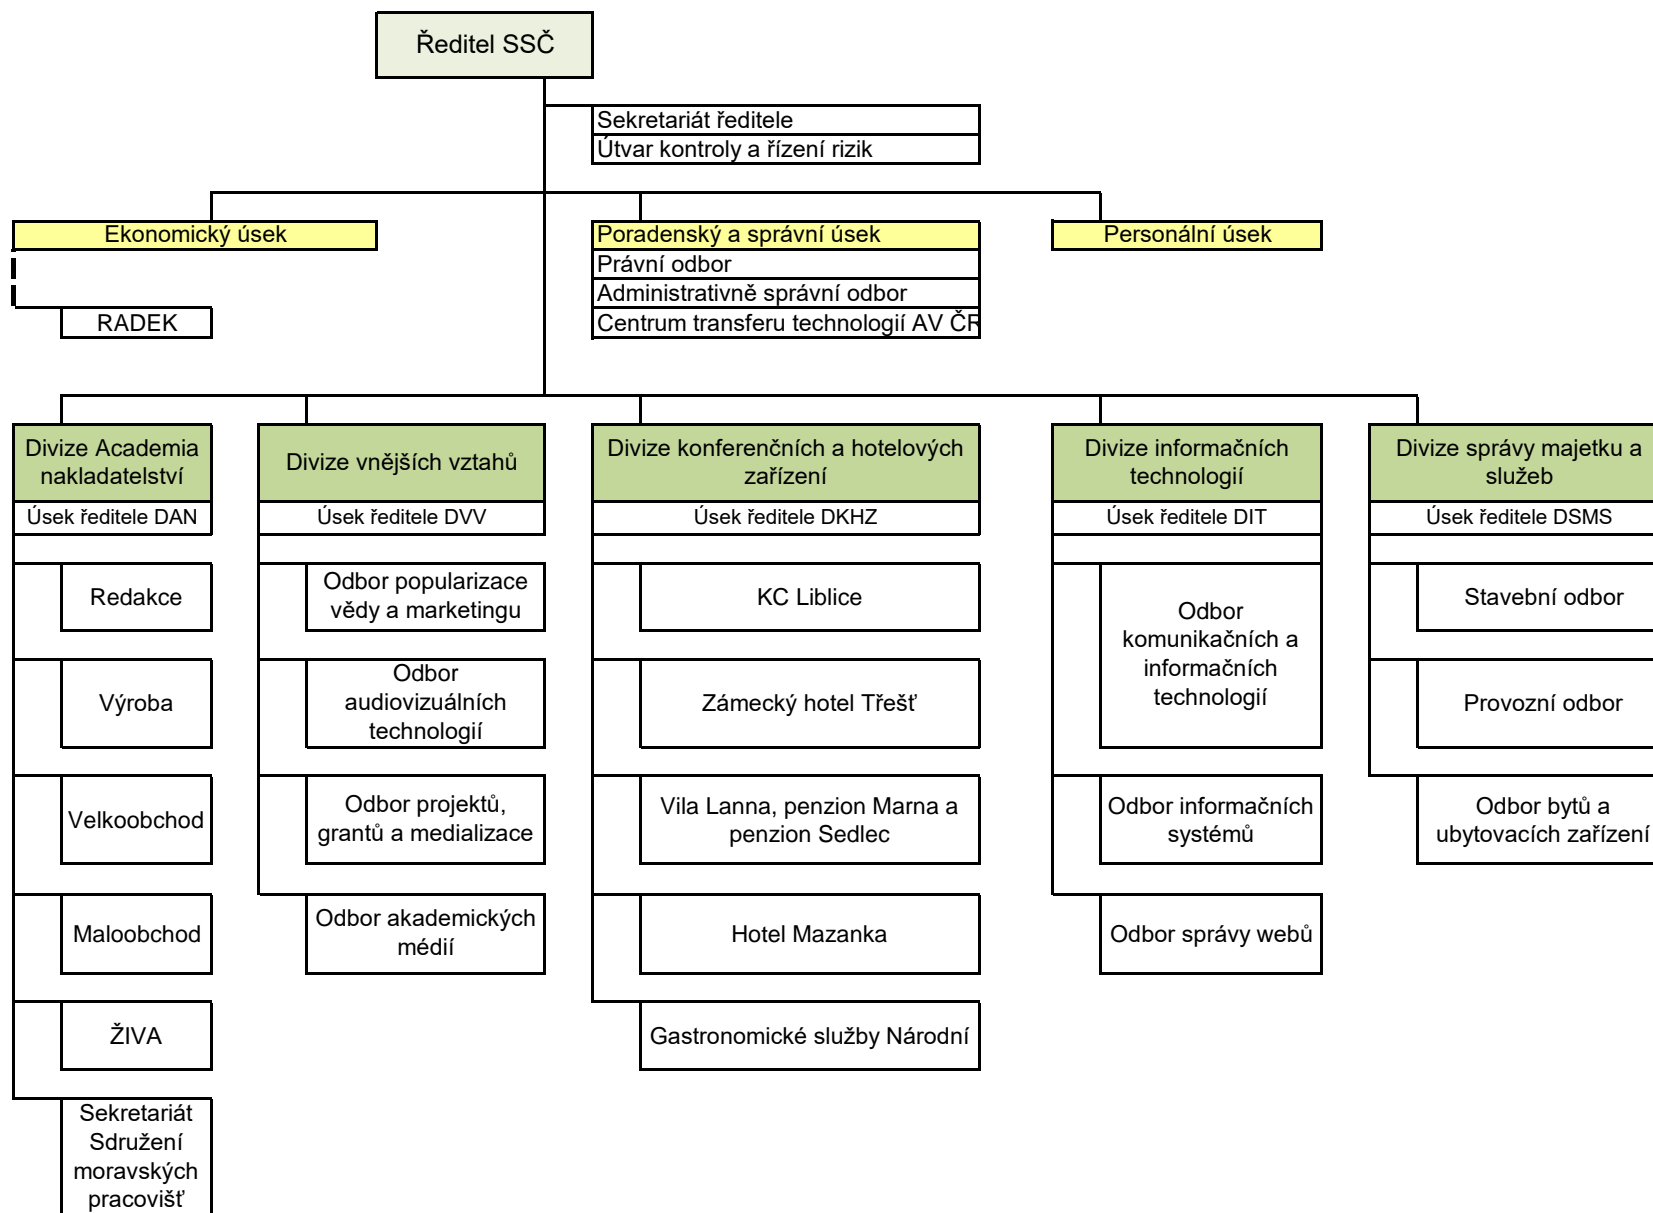 Ředitel SSČ
Sekretariát ředitele
Útvar kontroly a řízení rizik
Ekonomický úsek
Poradenský a správní úsek
Personální úsek
Právní odbor
Administrativně správní odbor
RADEK
Centrum transferu technologií AV ČR
Divize Academia
nakladatelství
Úsek ředitele DAN
Redakce
Výroba
Velkoobchod
Maloobchod
ŽIVA
Sekretariát
Sdružení
moravských
pracovišť
Divize vnějších vztahů
Úsek ředitele DVV
Odbor popularizace
vědy a marketingu
Odbor
audiovizuálních
technologií
Odbor projektů,
grantů a medializace
Odbor akademických
médií
Divize konferenčních a hotelových
zařízení
Úsek ředitele DKHZ
KC Liblice
Zámecký hotel Třešť
Vila Lanna, penzion Marna a
penzion Sedlec
Hotel Mazanka
Gastronomické služby Národní
Divize informačních
technologií
Úsek ředitele DIT
Odbor
komunikačních a
informačních
technologií
Odbor informačních
systémů
Odbor správy webů
Divize správy majetku a
služeb
Úsek ředitele DSMS
Stavební odbor
Provozní odbor
Odbor bytů a
ubytovacích zařízení